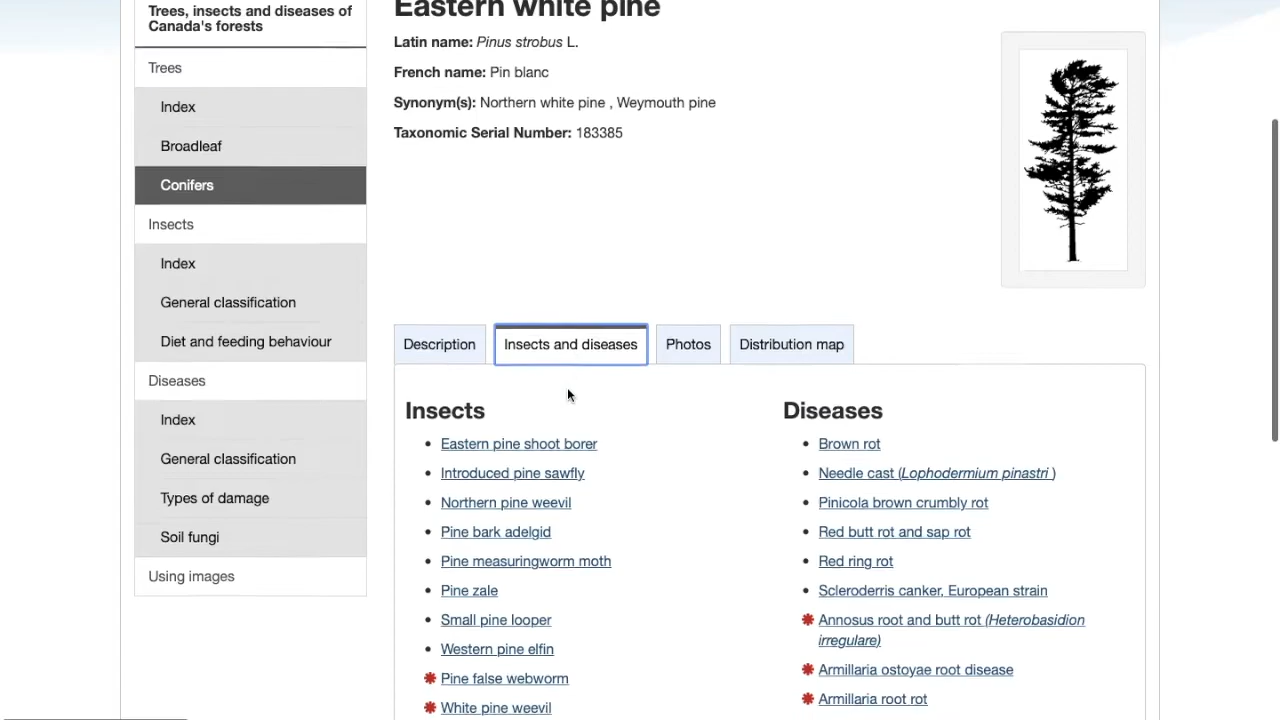 Trees, insects and diseases of
Canada's forests
Trees
Index
Broadleaf
Conifers
Insects
Index
General classification
Diet and feeding behaviour
Diseases
Index
General classification
Types of damage
Soil fungi
Using images
Eastern white pine
Latin name: Pinus strobus L.
French name: Pin blanc
Synonym(s): Northern white pine , Weymouth pine
Taxonomic Serial Number: 183385
Description
Insects and diseases
Photos
Distribution map
Insects
Eastern pine shoot borer
Introduced pine sawfly
Northern pine weevil
Pine bark adelgid
Pine measuringworm moth
Pine zale
Small pine looper
Western pine elfin
Pine false webworm
White pine weevil
Diseases
Brown rot
Needle cast (Lophodermium pinastri )
Pinicola brown crumbly rot
Red butt rot and sap rot
Red ring rot
Scleroderris canker, European strain
Annosus root and butt rot (Heterobasidion
irregulare)
Armillaria ostoyae root disease
Armillaria root rot